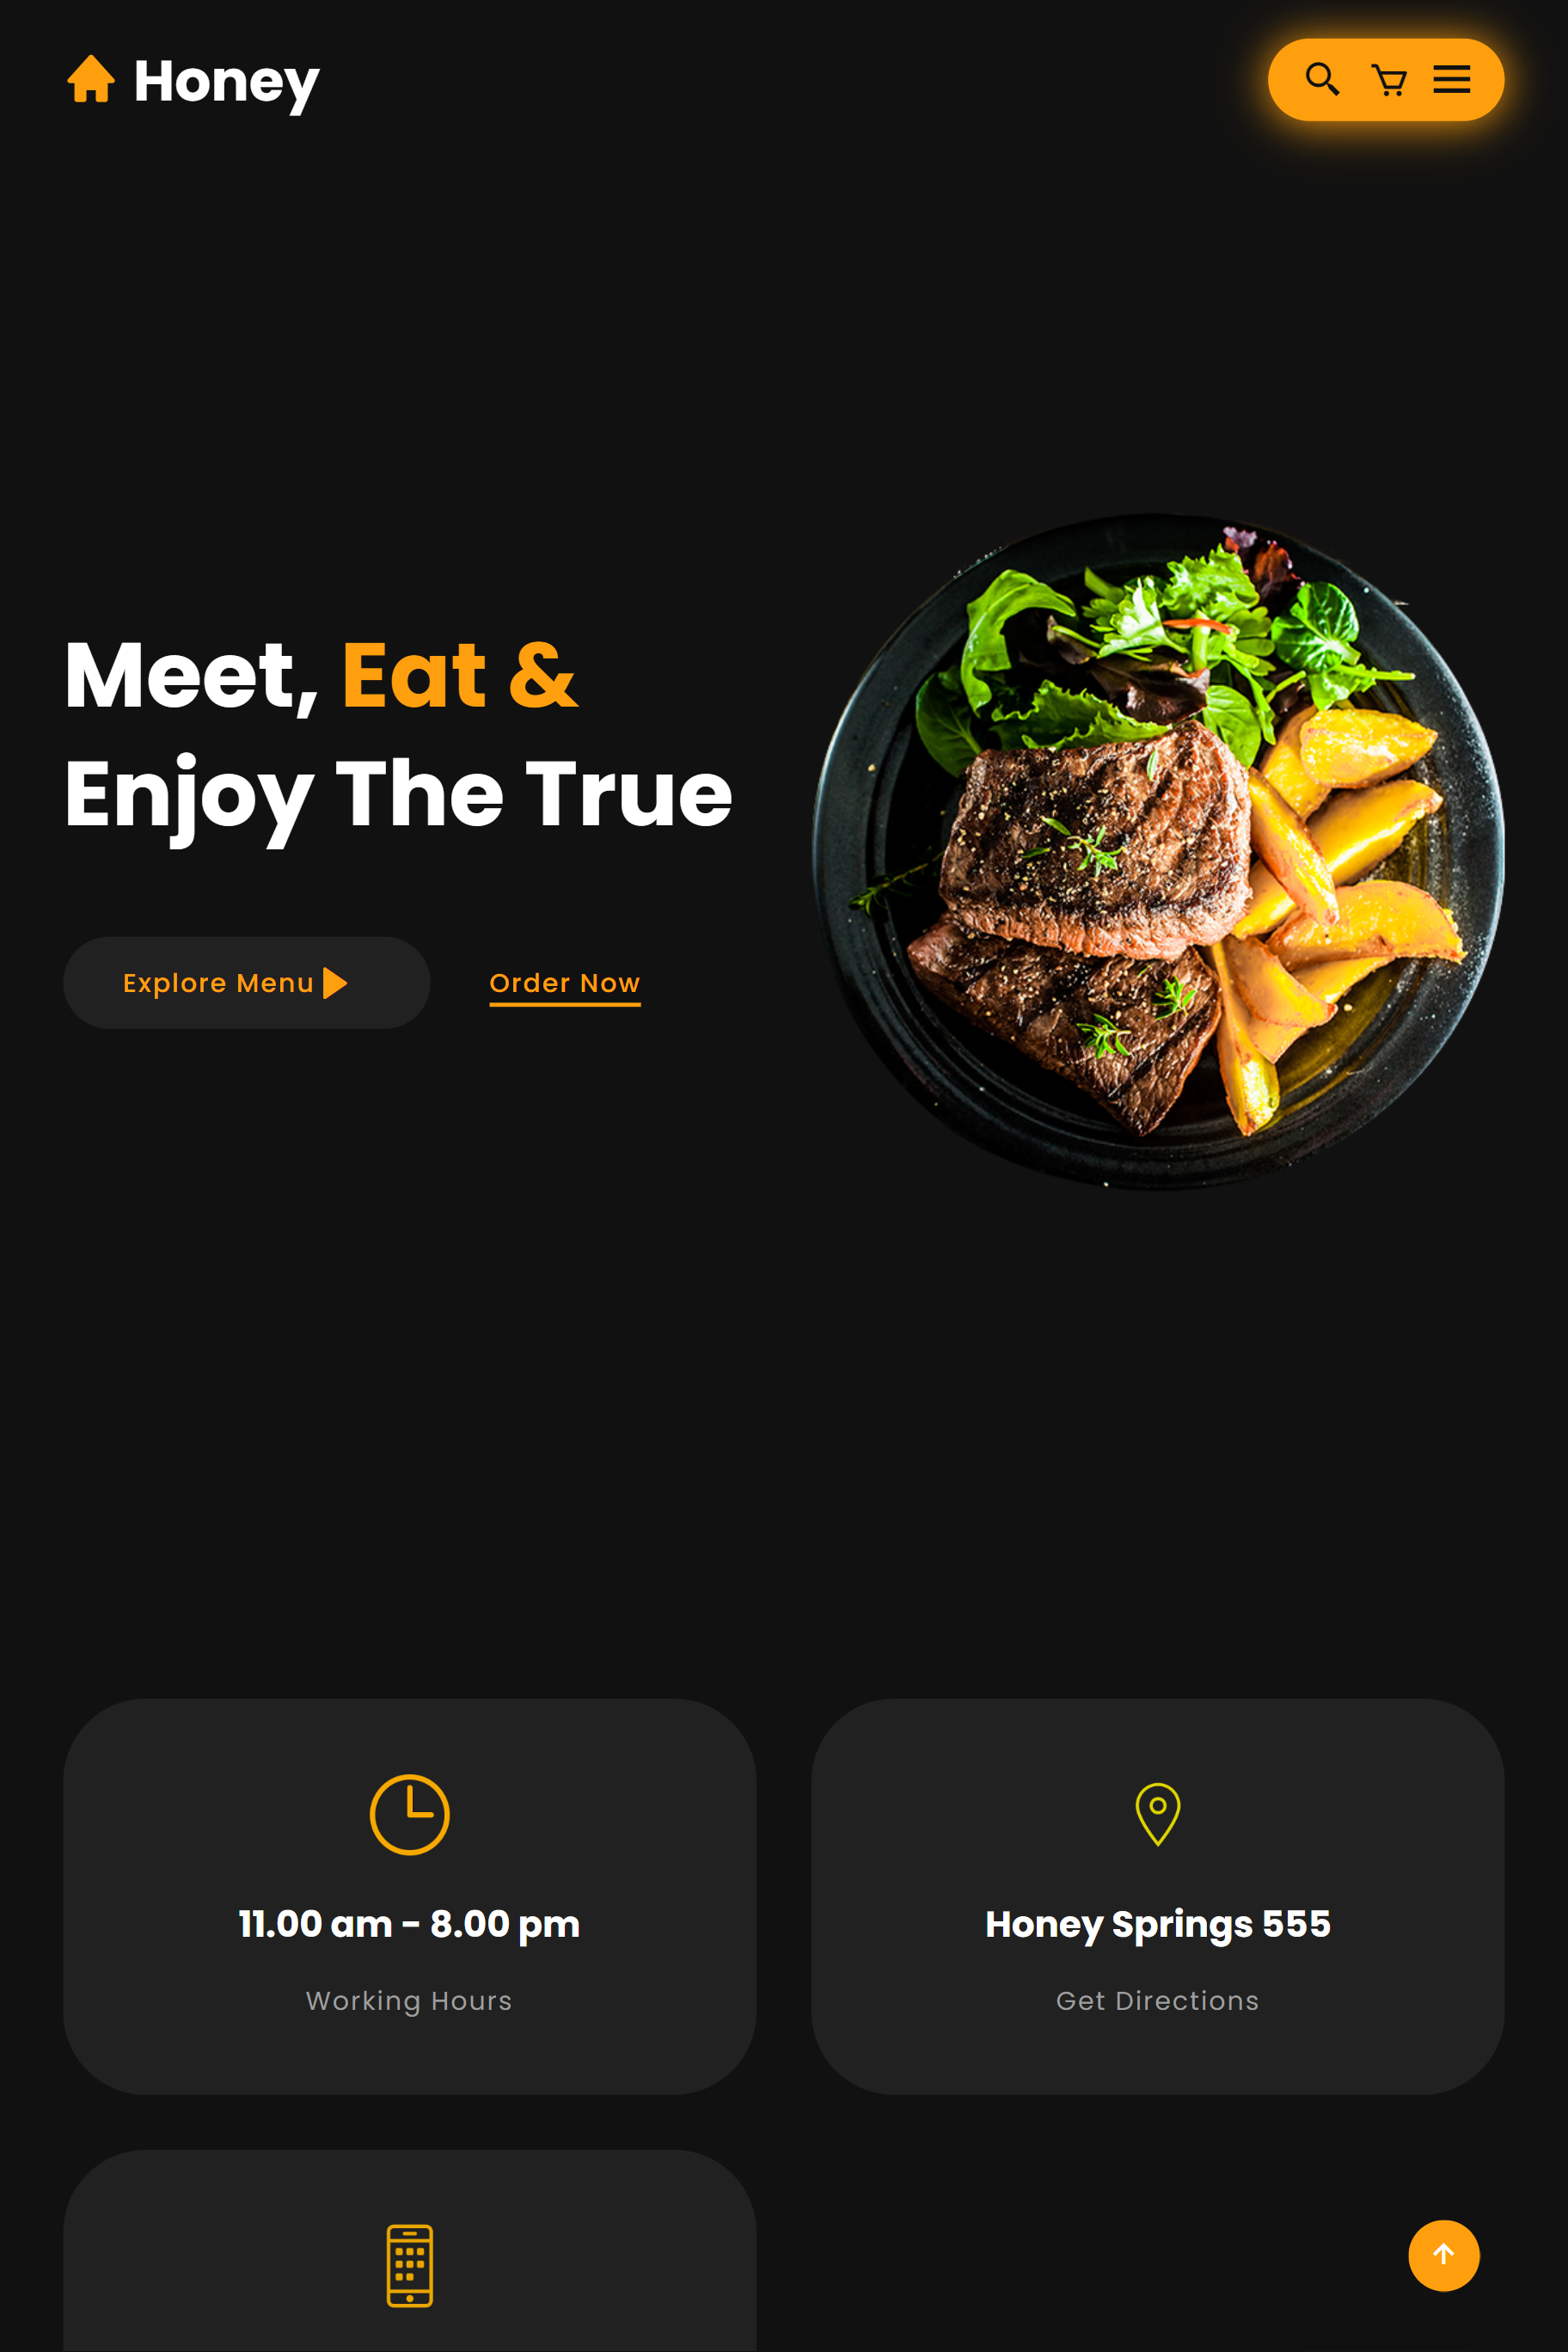 Honey
Meet, Eat &
Enjoy The True
Explore Menu
Order Now
11.00 am - 8.00 pm
Working Hours
Honey Springs 555
Get Directions